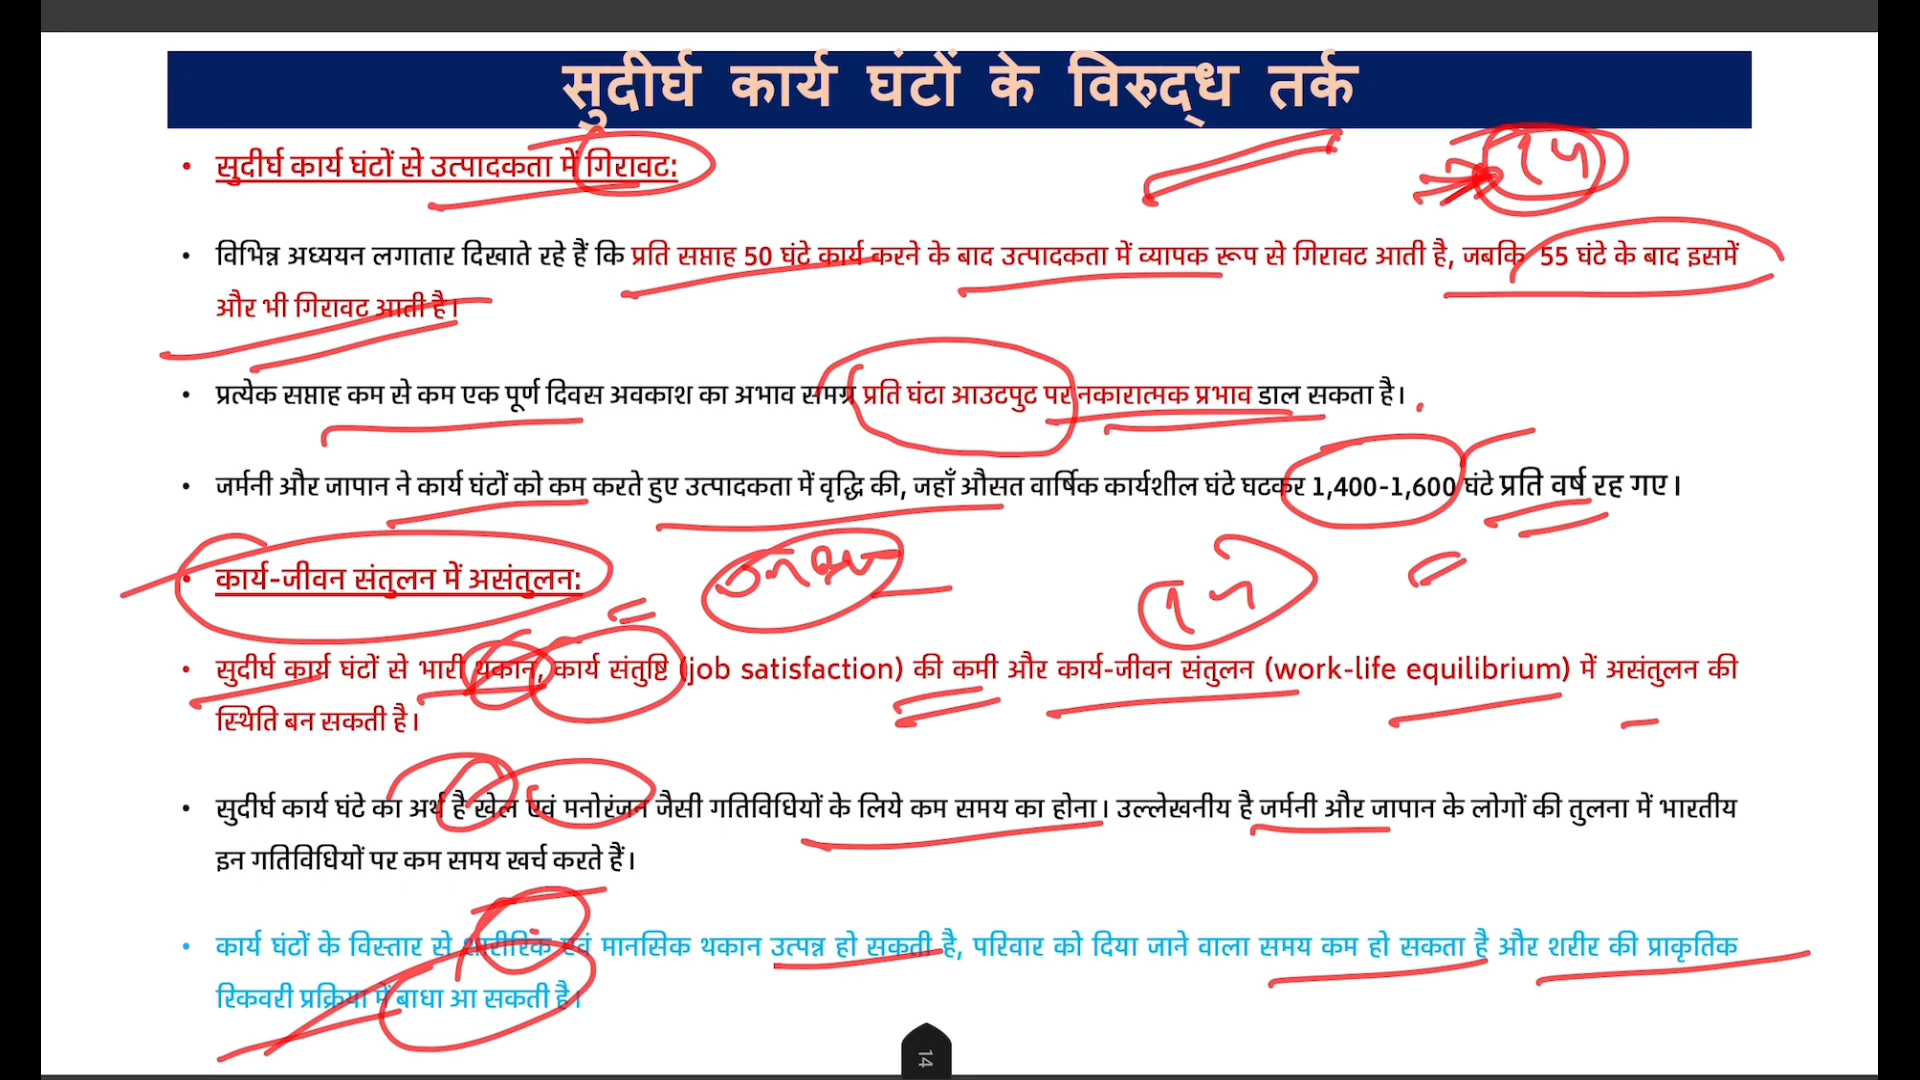 सुदीर्घ कार्य घंटों के विरुद्ध तर्क
• सुदीर्घ कार्य घंटों से उत्पादकता में गिरावट:
• विभिन्न अध्ययन लगातार दिखाते रहे हैं कि प्रति सप्ताह 50 घंटे कार्य करने के बाद उत्पादकता में व्यापक रूप से गिरावट आती है, जबकि 55 घंटे के बाद इसमें
और भी गिरावट आती है।
• प्रत्येक सप्ताह कम से कम एक पूर्ण दिवस अवकाश का अभाव समग्र प्रति घंटा आउटपुट पर नकारात्मक प्रभाव डाल सकता है।
• जर्मनी और जापान ने कार्य घंटों को कम करते हुए उत्पादकता में वृद्धि की, जहाँ औसत वार्षिक कार्यशील घंटे घटकर 1,400-1,600 घंटे प्रति वर्ष रह गए।
• कार्य-जीवन संतुलन में असंतुलन:
• सुदीर्घ कार्य घंटों से भारी थकान, कार्य संतुष्टि (job satisfaction) की कमी और कार्य-जीवन संतुलन (work-life equilibrium) में असंतुलन की
स्थिति बन सकती है।
• सुदीर्घ कार्य घंटे का अर्थ है खेल एवं मनोरंजन जैसी गतिविधियों के लिये कम समय का होना। उल्लेखनीय है जर्मनी और जापान के लोगों की तुलना में भारतीय
इन गतिविधियों पर कम समय खर्च करते हैं।
• कार्य घंटों के विस्तार से शारीरिक एवं मानसिक थकान उत्पन्न हो सकती है, परिवार को दिया जाने वाला समय कम हो सकता है और शरीर की प्राकृतिक
रिकवरी प्रक्रिया में बाधा आ सकती है।
14